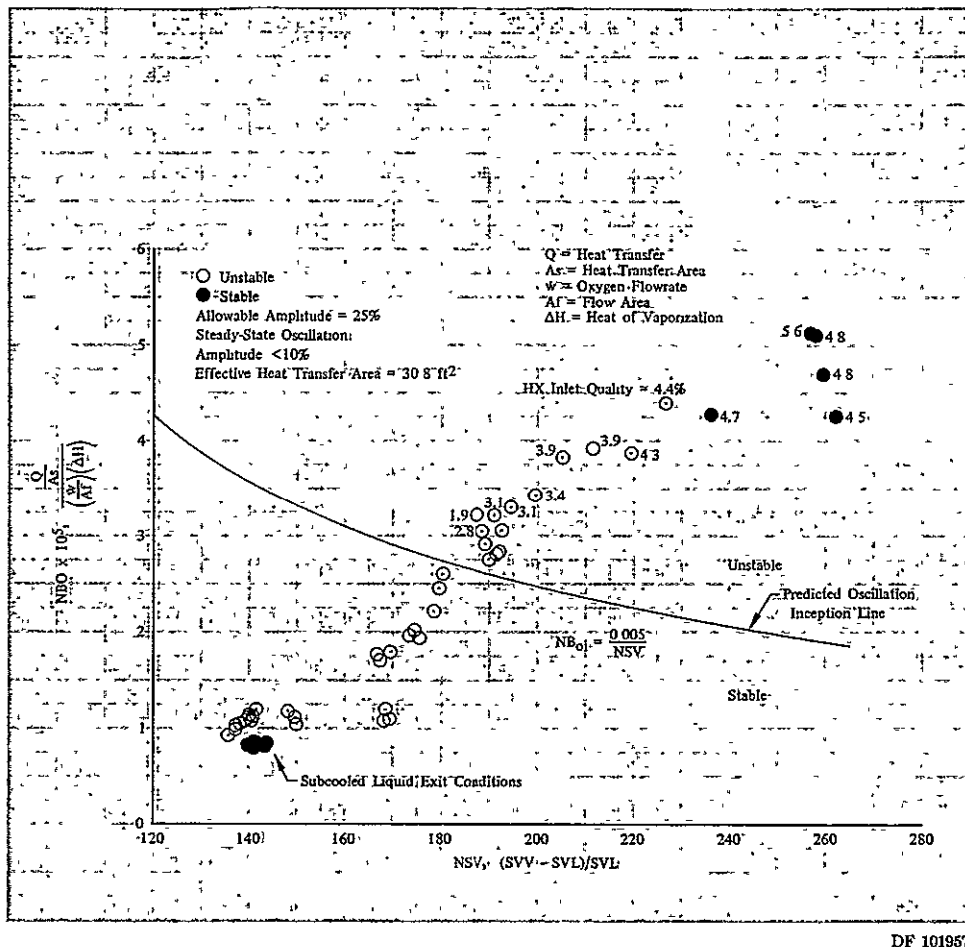 6
5
4
3
2
1
0
NBO X 10⁵, (Q/As)/((ẇ/Af)(ΔH))
Unstable
Stable
Allowable Amplitude = 25%
Steady-State Oscillation
Amplitude <10%
Effective Heat Transfer Area = 30 8 ft²
Q = Heat Transfer
As = Heat Transfer Area
ẇ = Oxygen Flowrate
Af = Flow Area
ΔH = Heat of Vaporization
5 6
4 8
4 8
4 5
4.7
HX Inlet Quality = 4.4%
3.9
3.9
4 3
3.4
3.1
3.1
1.9
2.8
Unstable
Predicted Oscillation
Inception Line
NB₀₁ = 0 005/NSV
Stable
Subcooled Liquid Exit Conditions
120 140 160 180 200 220 240 260 280
NSV, (SVV - SVL)/SVL
DF 10195